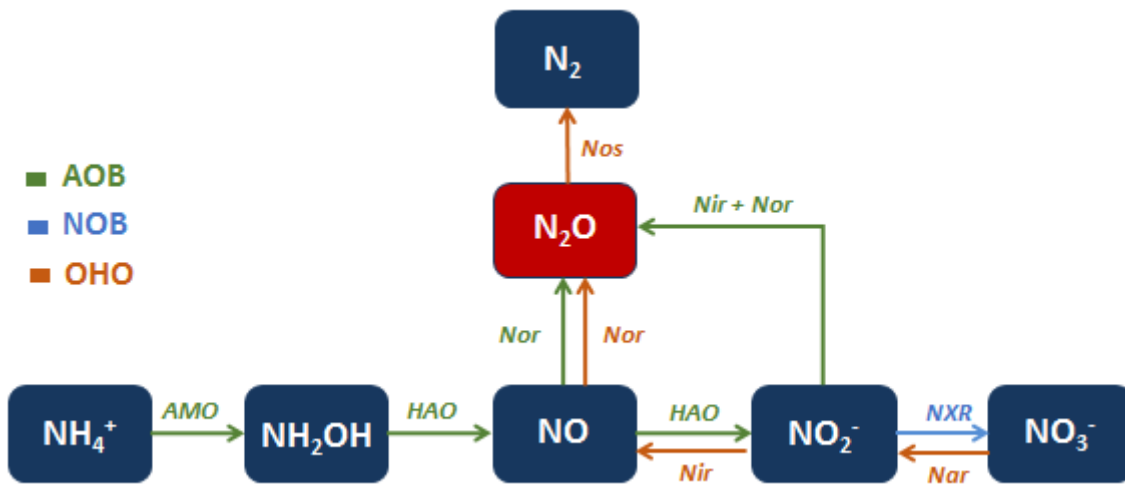 N₂
Nos
AOB
NOB
OHO
N₂O
Nir + Nor
Nor
Nor
NH₄⁺
AMO
NH₂OH
HAO
NO
HAO
Nir
NO₂⁻
NXR
Nar
NO₃⁻